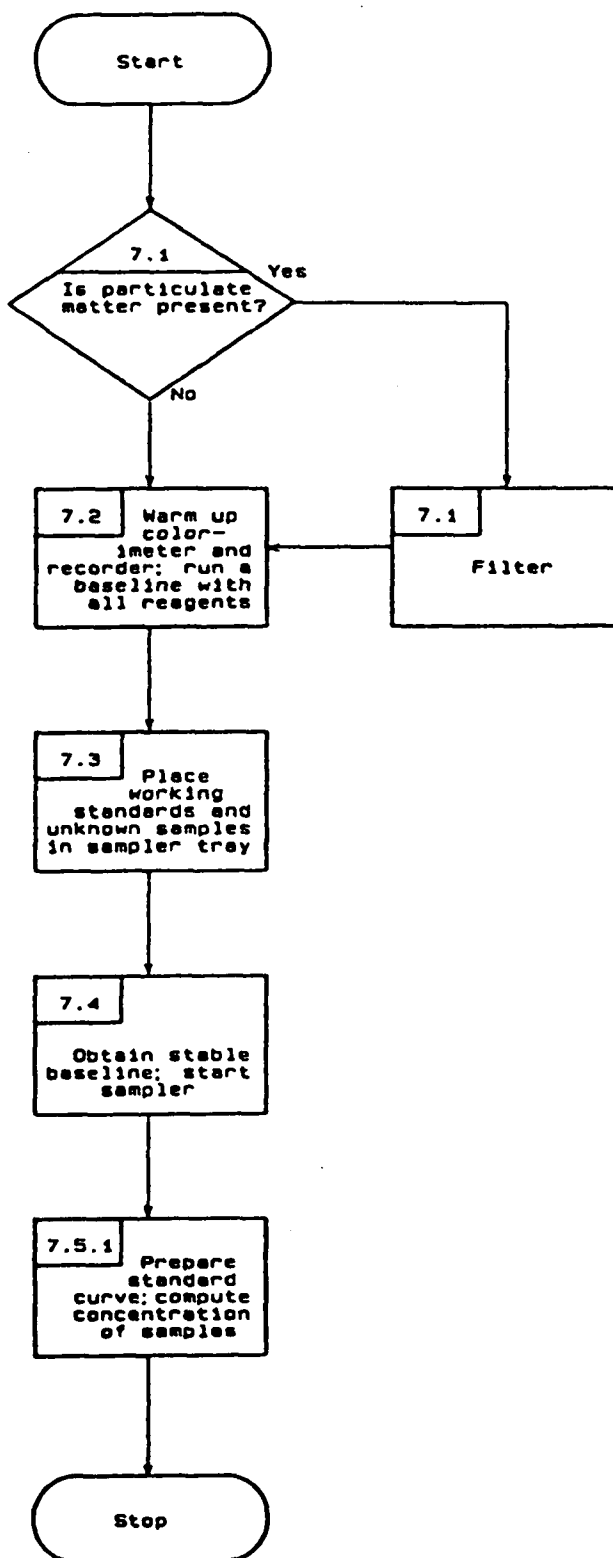 Start
7.1
Yes
Is particulate
matter present?
No
7.2
Warm up
color-
imeter and
recorder; run a
baseline with
all reagents
7.1
Filter
7.3
Place
working
standards and
unknown samples
in sampler tray
7.4
Obtain stable
baseline; start
sampler
7.5.1
Prepare
standard
curve; compute
concentration
of samples
Stop